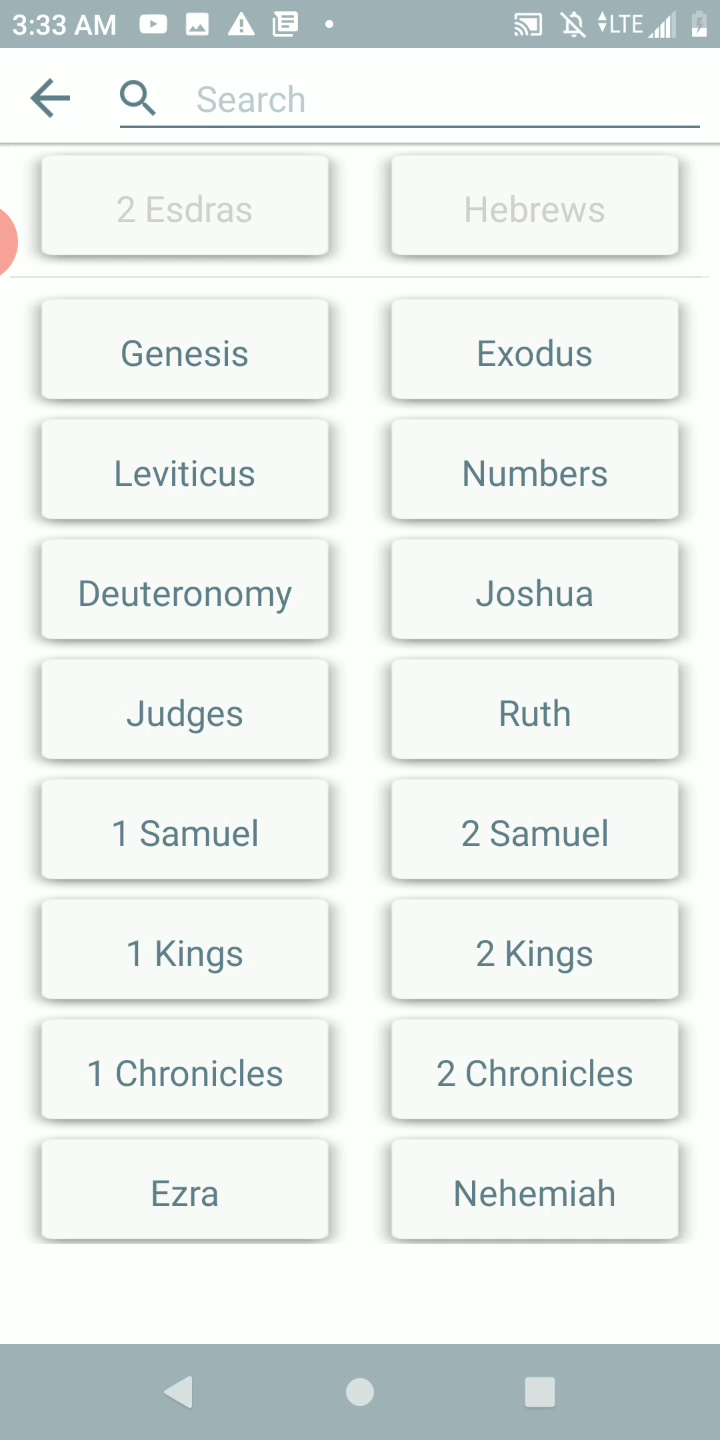 3:33 AM LTE
Search
2 Esdras Hebrews
Genesis Exodus
Leviticus Numbers
Deuteronomy Joshua
Judges Ruth
1 Samuel 2 Samuel
1 Kings 2 Kings
1 Chronicles 2 Chronicles
Ezra Nehemiah